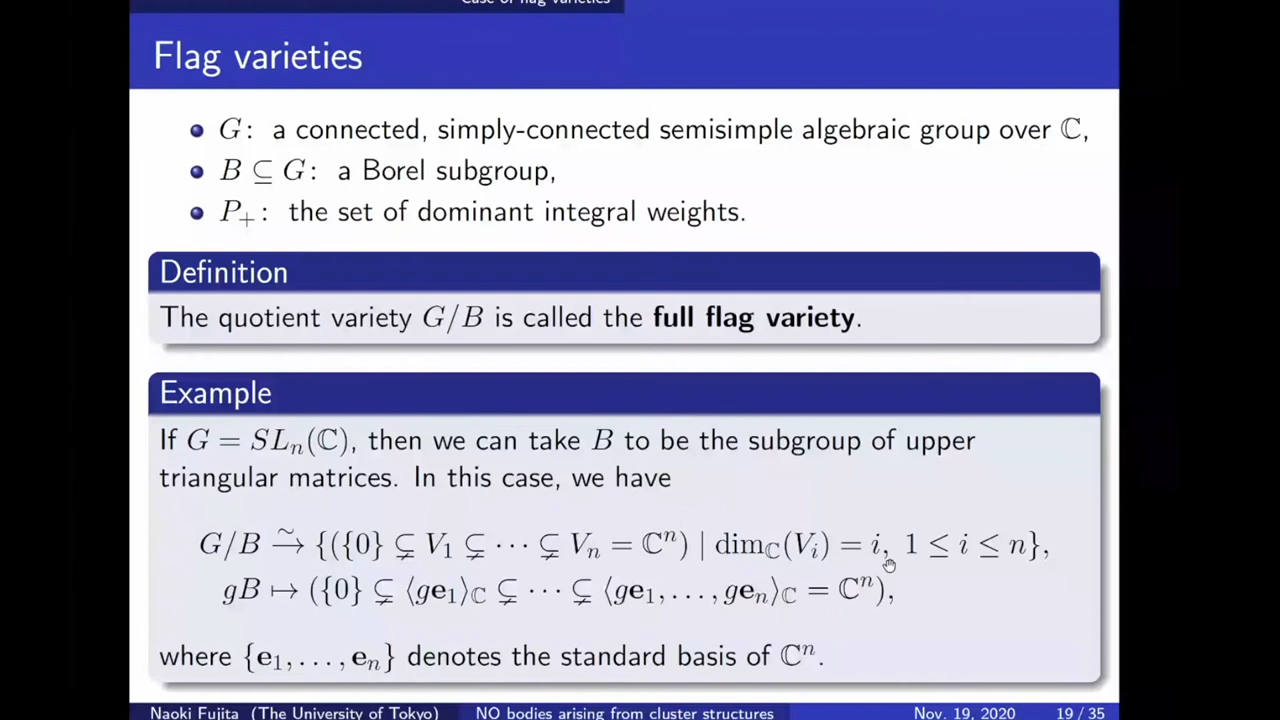 Case of flag varieties
Flag varieties
G: a connected, simply-connected semisimple algebraic group over ℂ,
B ⊆ G: a Borel subgroup,
P₊: the set of dominant integral weights.
Definition
The quotient variety G/B is called the full flag variety.
Example
If G = SLₙ(ℂ), then we can take B to be the subgroup of upper
triangular matrices. In this case, we have
G/B ⥲ {({0} ⊊ V₁ ⊊ ⋯ ⊊ Vₙ = ℂⁿ) | dim_ℂ(Vᵢ) = i, 1 ≤ i ≤ n},
gB ↦ ({0} ⊊ ⟨ge₁⟩_ℂ ⊊ ⋯ ⊊ ⟨ge₁, . . . , geₙ⟩_ℂ = ℂⁿ),
where {e₁, . . . , eₙ} denotes the standard basis of ℂⁿ.
Naoki Fujita (The University of Tokyo) NO bodies arising from cluster structures Nov. 19, 2020 19 / 35